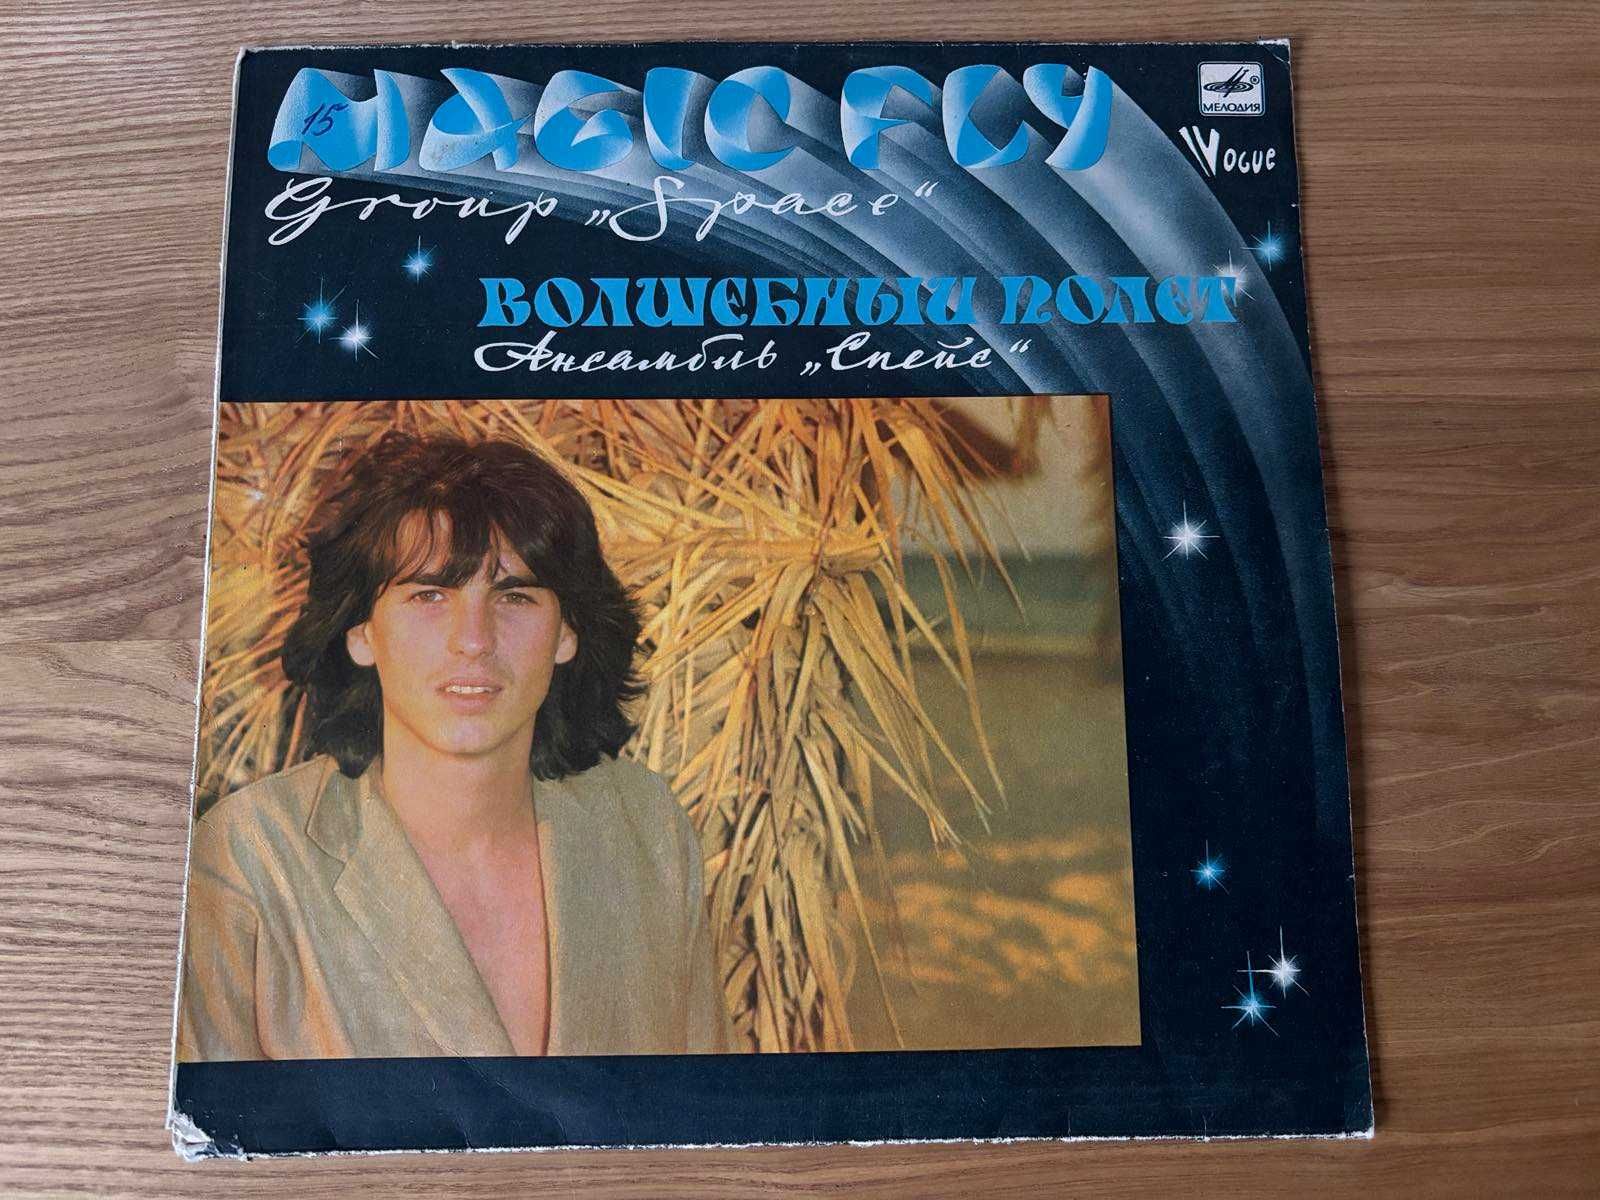 MAGIC FLY
15
МЕЛОДИЯ
VOGUE
Group „Space“
ВОЛШЕБНЫЙ ПОЛЕТ
Ансамбль „Спейс“